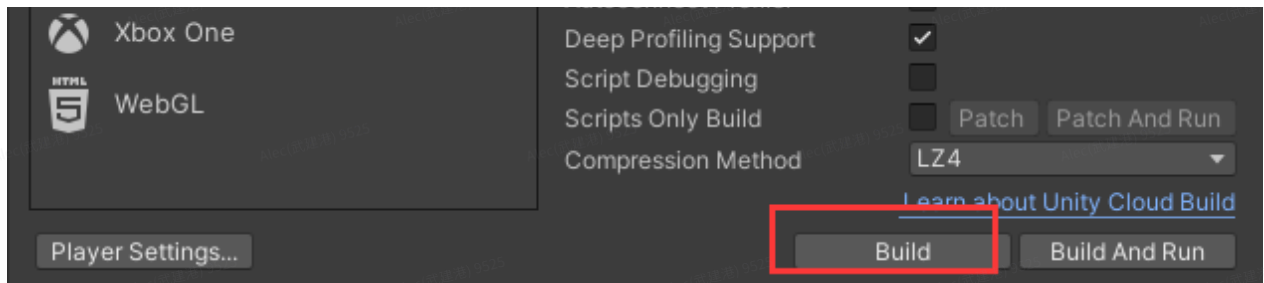 Xbox One
Deep Profiling Support
Script Debugging
HTML
5
WebGL
Scripts Only Build
Patch
Patch And Run
Compression Method
LZ4
Learn about Unity Cloud Build
Player Settings...
Build
Build And Run